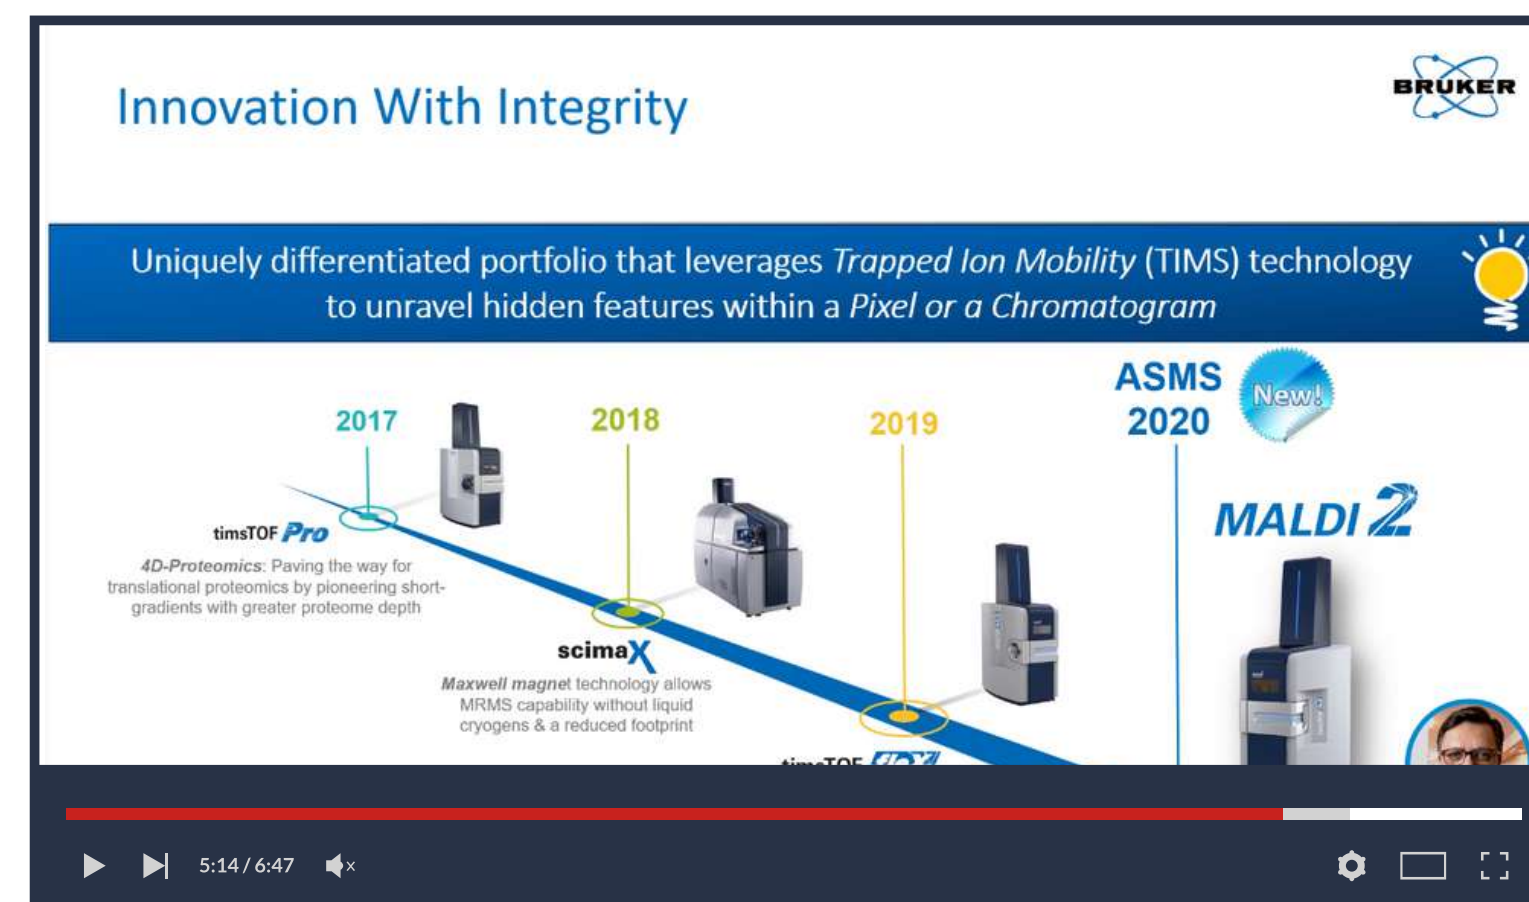 Innovation With Integrity
BRUKER
Uniquely differentiated portfolio that leverages Trapped Ion Mobility (TIMS) technology
to unravel hidden features within a Pixel or a Chromatogram
2017
2018
2019
ASMS
2020
New!
timsTOF Pro
4D-Proteomics: Paving the way for
translational proteomics by pioneering short-
gradients with greater proteome depth
scimaX
Maxwell magnet technology allows
MRMS capability without liquid
cryogens & a reduced footprint
MALDI 2
timsTOF
5:14 / 6:47